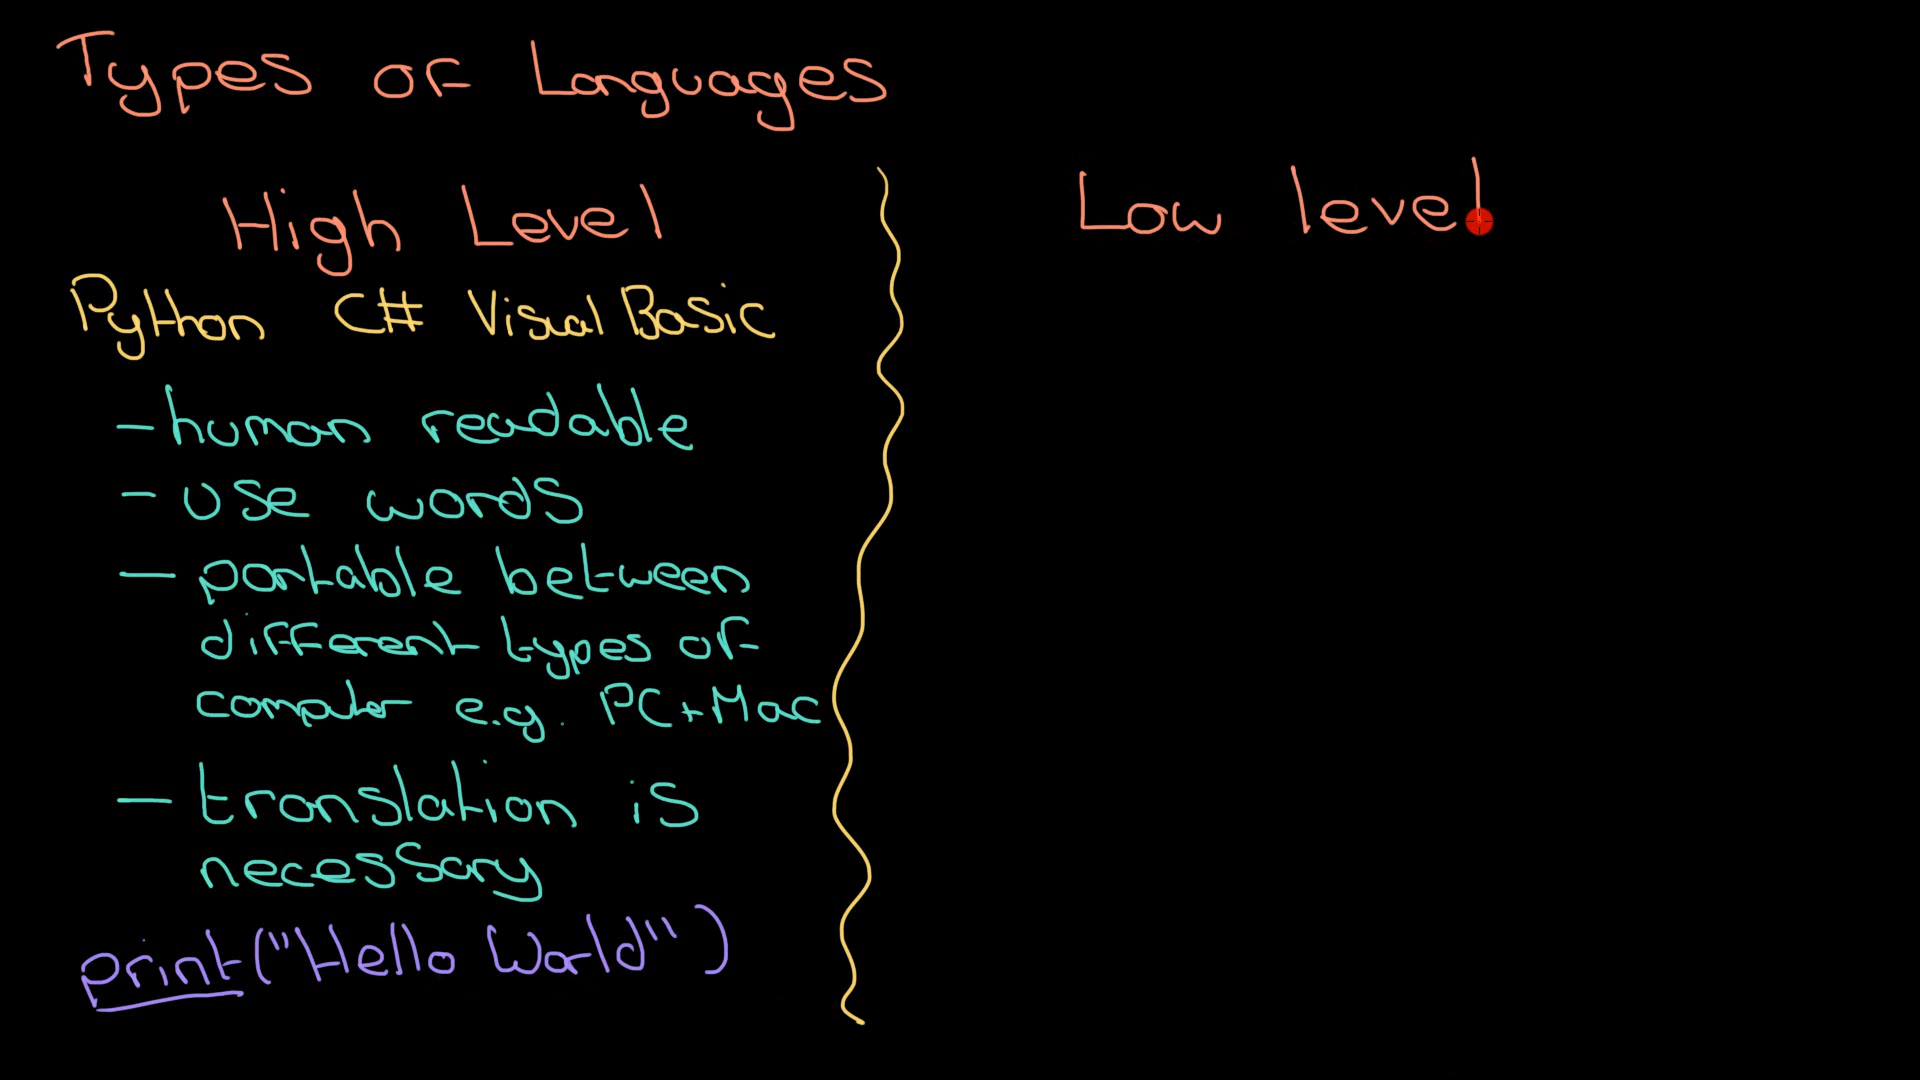 Types of Languages
High Level
Python C# Visual Basic
- human readable
- use words
- portable between
different types of
computer e.g. PC+Mac
- translation is
necessary
print("Hello World")
Low level